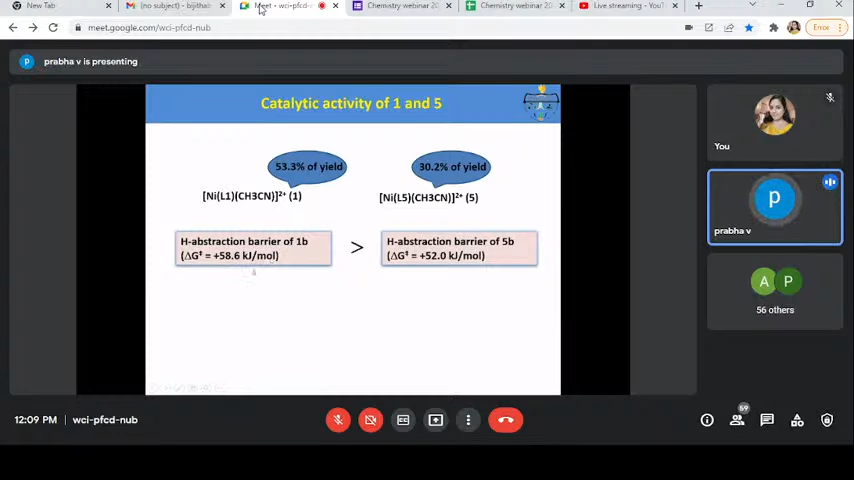 New Tab
(no subject) - bijitha
Meet - wci-pfcd-
Chemistry webinar 20
Chemistry webinar 20
Live streaming - YouT
meet.google.com/wci-pfcd-nub
Error
p prabha v is presenting
Catalytic activity of 1 and 5
53.3% of yield
30.2% of yield
[Ni(L1)(CH3CN)]²⁺ (1)
[Ni(L5)(CH3CN)]²⁺ (5)
H-abstraction barrier of 1b
(ΔG‡ = +58.6 kJ/mol)
>
H-abstraction barrier of 5b
(ΔG‡ = +52.0 kJ/mol)
You
p
prabha v
A P
56 others
12:09 PM | wci-pfcd-nub
59